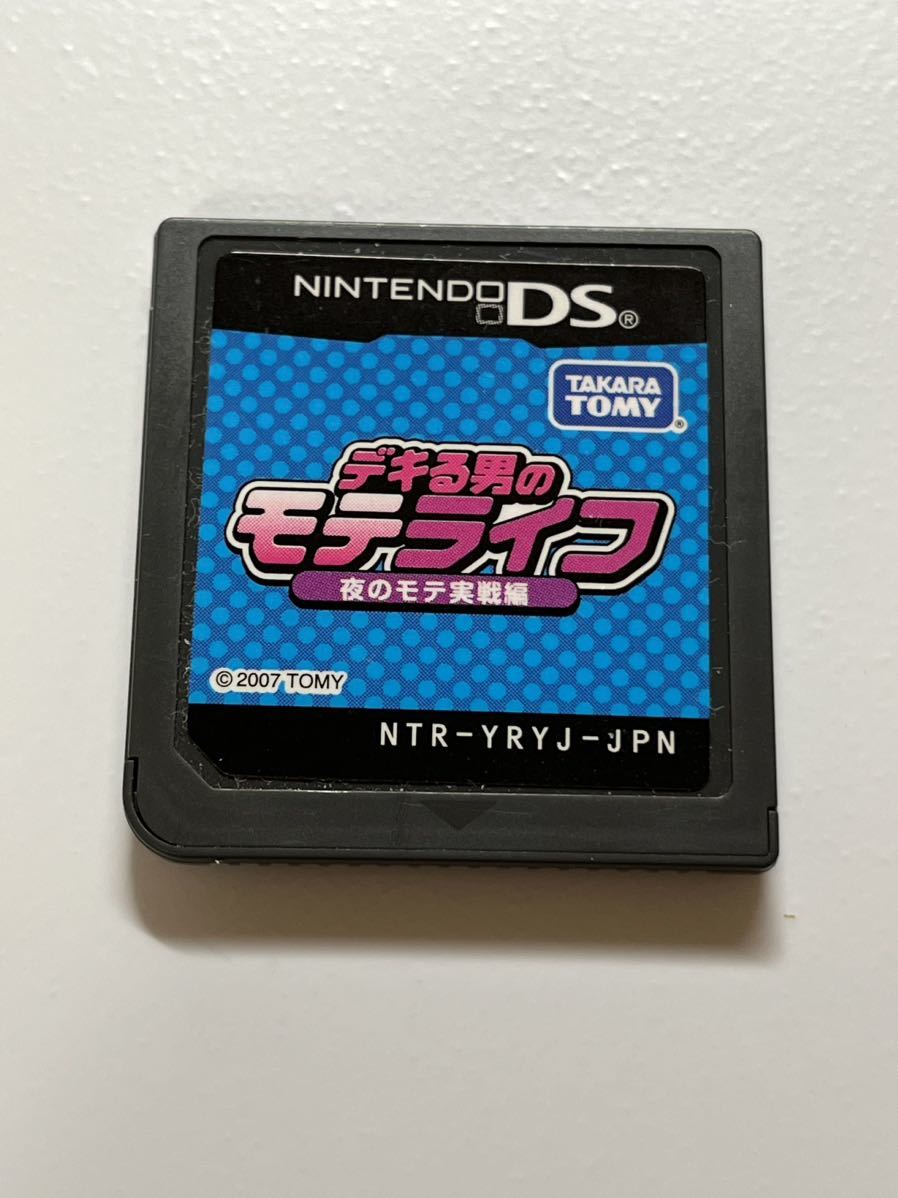 NINTENDO DS®
TAKARA
TOMY®
デキる男の
モテライフ
夜のモテ実戦編
© 2007 TOMY
NTR-YRYJ-JPN